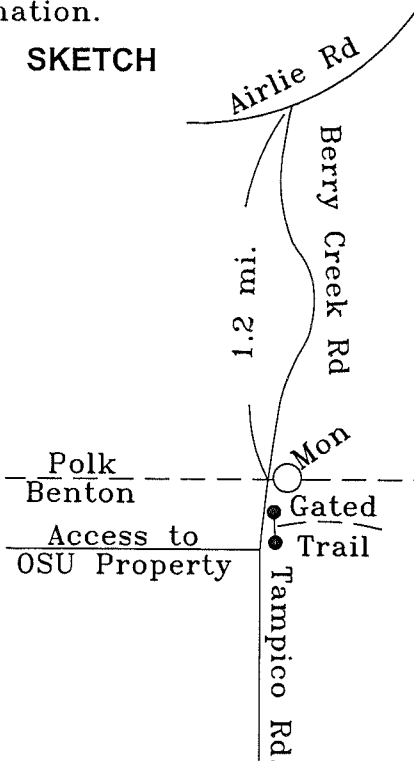 nation.
SKETCH
Airlie Rd
Berry Creek Rd
1.2 mi.
Mon
Polk
Benton
Gated
Trail
Access to
OSU Property
Tampico Rd